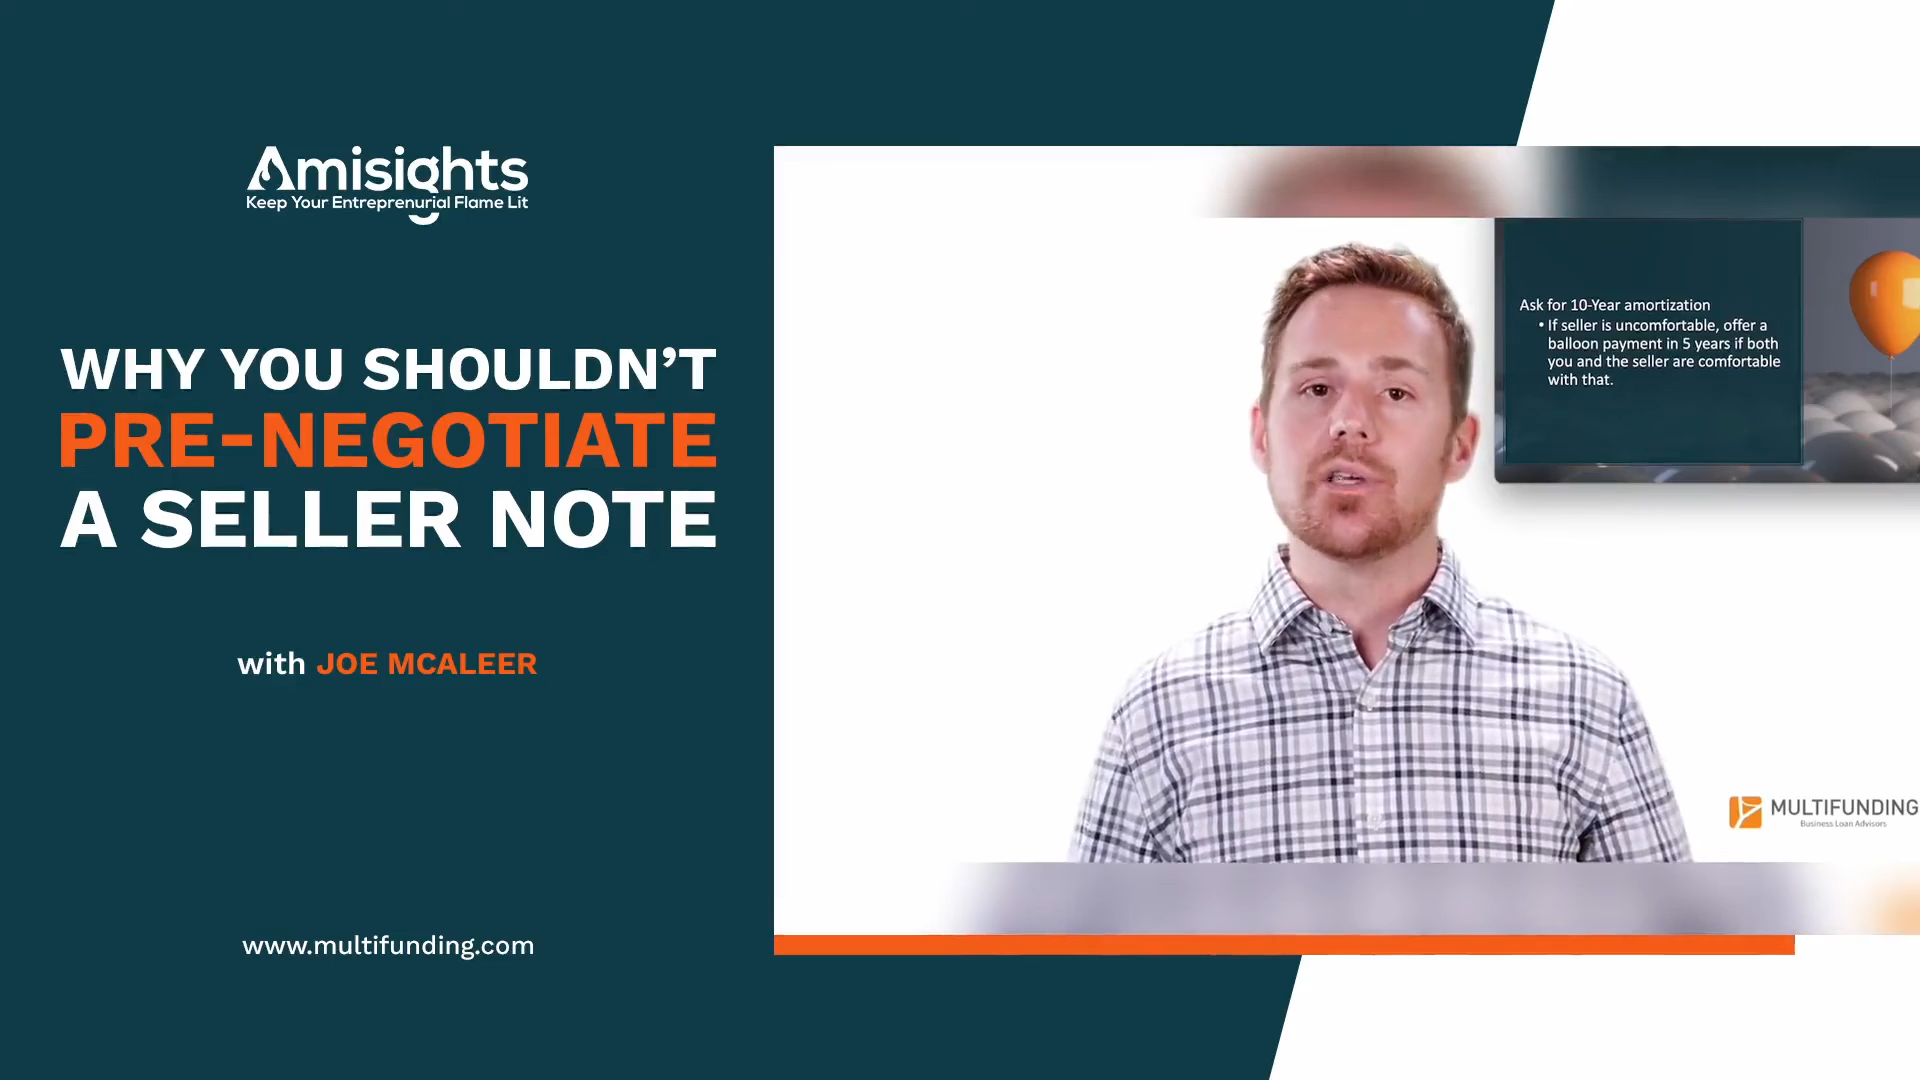 Amisights
Keep Your Entreprenurial Flame Lit
WHY YOU SHOULDN'T
PRE-NEGOTIATE
A SELLER NOTE
with JOE MCALEER
www.multifunding.com
Ask for 10-Year amortization
• If seller is uncomfortable, offer a
balloon payment in 5 years if both
you and the seller are comfortable
with that.
MULTIFUNDING
Business Loan Advisors